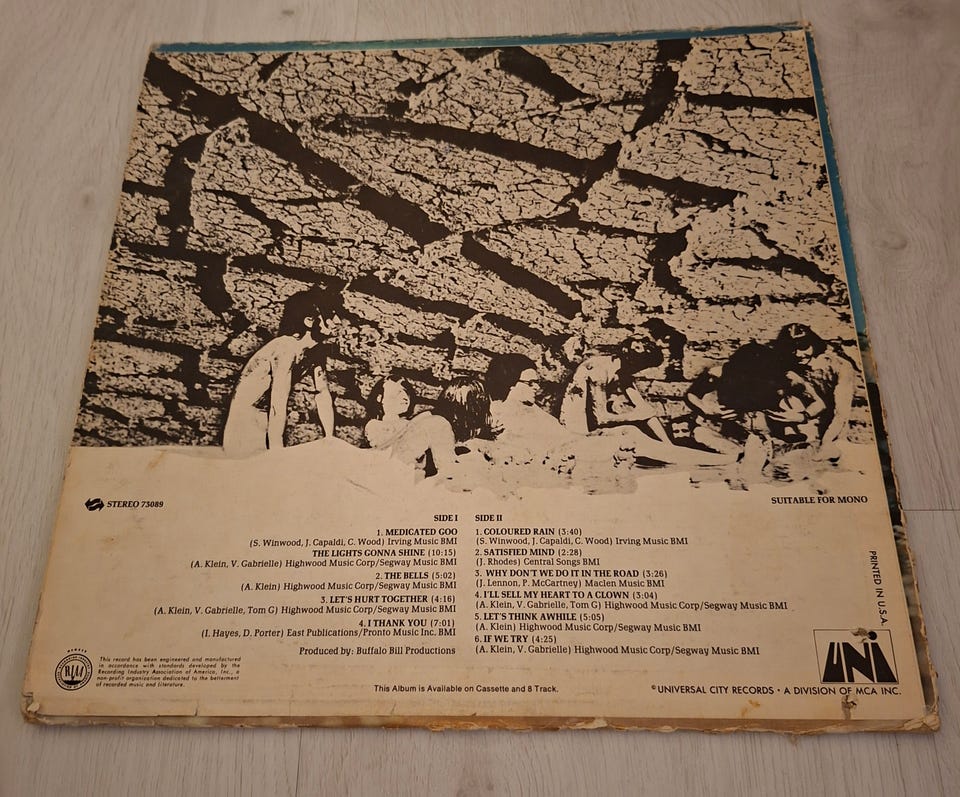 STEREO 73089
SUITABLE FOR MONO
SIDE I
1. MEDICATED GOO
(S. Winwood, J. Capaldi, C. Wood) Irving Music BMI
THE LIGHTS GONNA SHINE (10:15)
(A. Klein, V. Gabrielle) Highwood Music Corp/Segway Music BMI
2. THE BELLS (5:02)
(A. Klein) Highwood Music Corp/Segway Music BMI
3. LET'S HURT TOGETHER (4:16)
(A. Klein, V. Gabrielle, Tom G) Highwood Music Corp/Segway Music BMI
4. I THANK YOU (7:01)
(I. Hayes, D. Porter) East Publications/Pronto Music Inc. BMI
Produced by: Buffalo Bill Productions
SIDE II
1. COLOURED RAIN (3:40)
(S. Winwood, J. Capaldi, C. Wood) Irving Music BMI
2. SATISFIED MIND (2:28)
(J. Rhodes) Central Songs BMI
3. WHY DON'T WE DO IT IN THE ROAD (3:26)
(J. Lennon, P. McCartney) Maclen Music BMI
4. I'LL SELL MY HEART TO A CLOWN (3:04)
(A. Klein, V. Gabrielle, Tom G) Highwood Music Corp/Segway Music BMI
5. LET'S THINK AWHILE (5:05)
(A. Klein) Highwood Music Corp/Segway Music BMI
6. IF WE TRY (4:25)
(A. Klein, V. Gabrielle) Highwood Music Corp/Segway Music BMI
PRINTED IN U.S.A.
UNI
MEMBER
RIAA
This record has been engineered and manufactured
in accordance with standards developed by the
Recording Industry Association of America, Inc., a
non-profit organization dedicated to the betterment
of recorded music and literature.
This Album is Available on Cassette and 8 Track.
© UNIVERSAL CITY RECORDS • A DIVISION OF MCA INC.